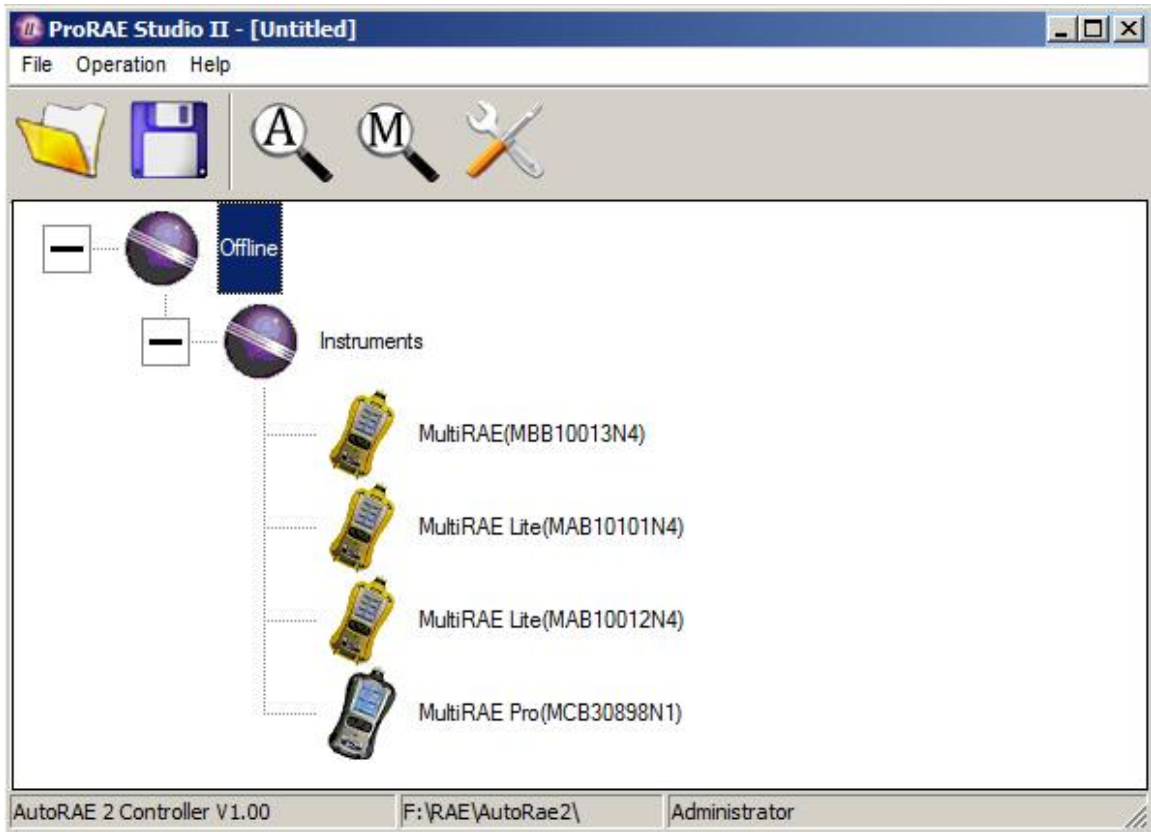 ProRAE Studio II - [Untitled]
File Operation Help
A M
Offline
Instruments
MultiRAE(MBB10013N4)
MultiRAE Lite(MAB10101N4)
MultiRAE Lite(MAB10012N4)
MultiRAE Pro(MCB30898N1)
AutoRAE 2 Controller V1.00 F:\RAE\AutoRae2\ Administrator